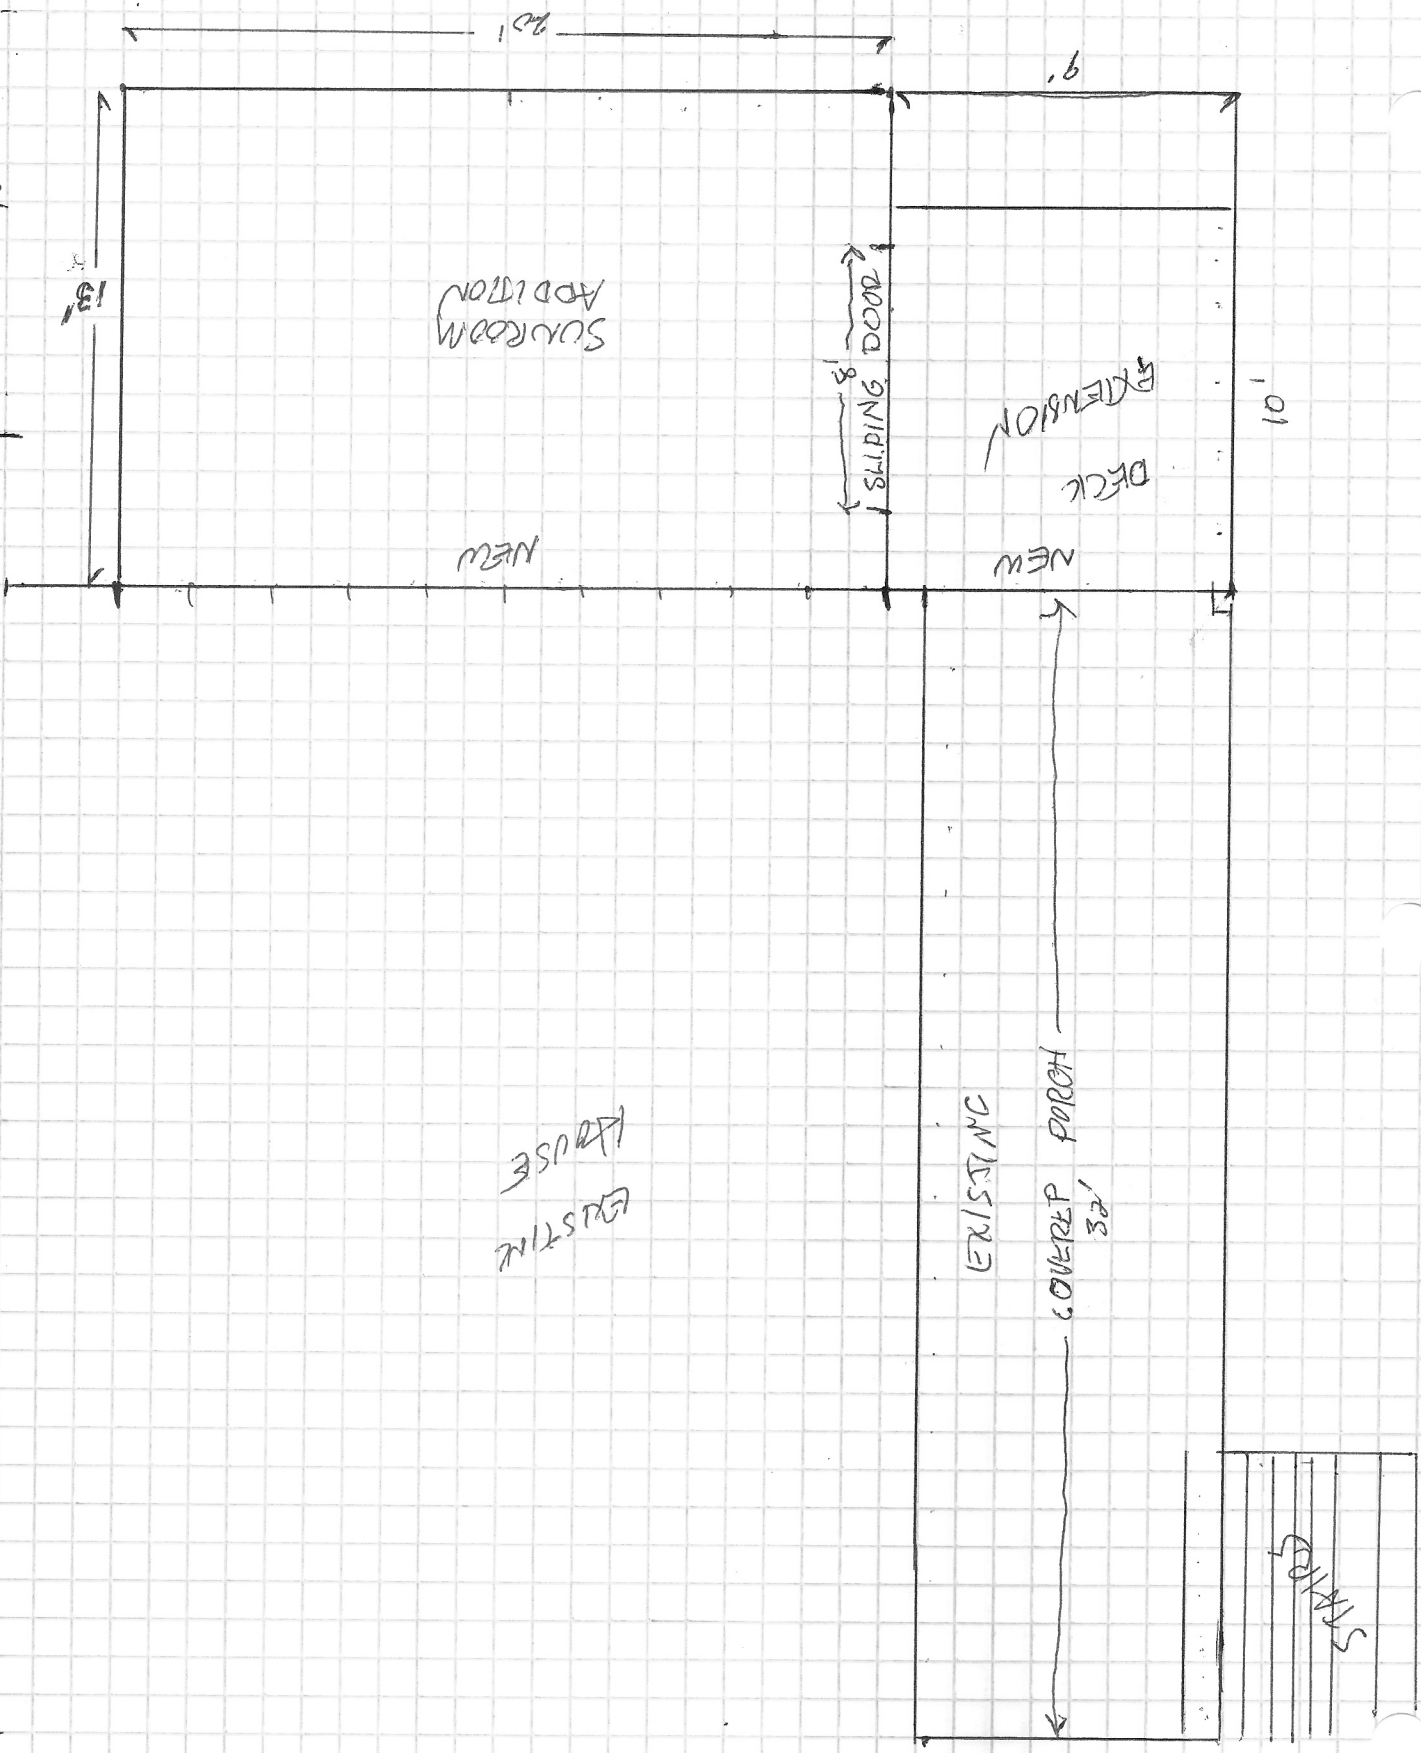 20'
9'
13'
NEW
SUNROOM
ADDITION
SLIDING DOOR
8'
NEW
DECK
EXTENSION
10'
EXISTING
HOUSE
EXISTING
COVERED PORCH
32'
STAIRS